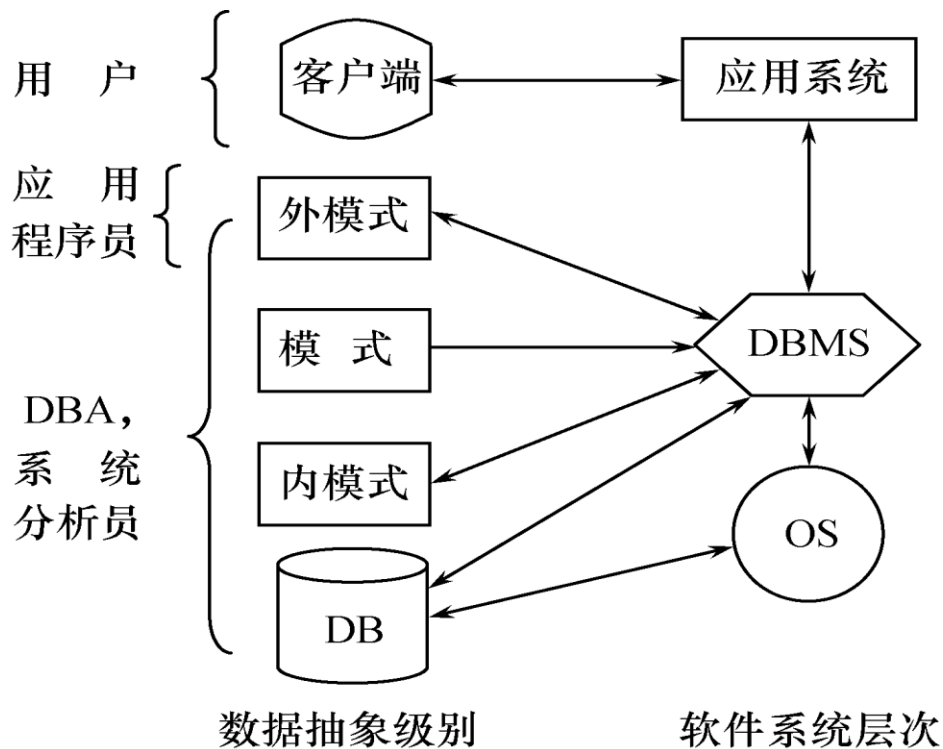 用 户
客户端
应用系统
应 用
程序员
外模式
模 式
DBMS
DBA，
系 统
分析员
内模式
OS
DB
数据抽象级别
软件系统层次